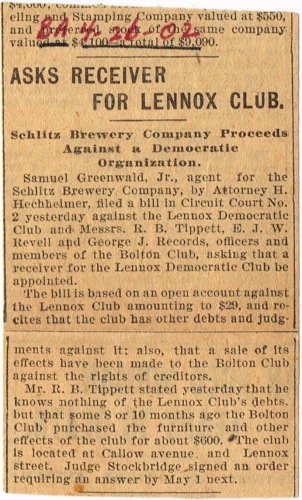 $4,000, common
eling and Stamping Company valued at $550,
and preferred stock of the same company
valued at $4,100, a total of $9,090.
BA 4-26-02
ASKS RECEIVER
FOR LENNOX CLUB.
Schlitz Brewery Company Proceeds
Against a Democratic
Organization.
Samuel Greenwald, Jr., agent for
the Schlitz Brewery Company, by Attorney H.
Hechheimer, filed a bill in Circuit Court No.
2 yesterday against the Lennox Democratic
Club and Messrs. R. B. Tippett, E. J. W.
Revell and George J. Records, officers and
members of the Bolton Club, asking that a
receiver for the Lennox Democratic Club be
appointed.
The bill is based on an open account against
the Lennox Club amounting to $29, and re-
cites that the club has other debts and judg-
ments against it; also, that a sale of its
effects have been made to the Bolton Club
against the rights of creditors.
Mr. R. B. Tippett stated yesterday that he
knows nothing of the Lennox Club's debts,
but that some 8 or 10 months ago the Bolton
Club purchased the furniture and other
effects of the club for about $600. The club
is located at Callow avenue and Lennox
street. Judge Stockbridge signed an order
requiring an answer by May 1 next.